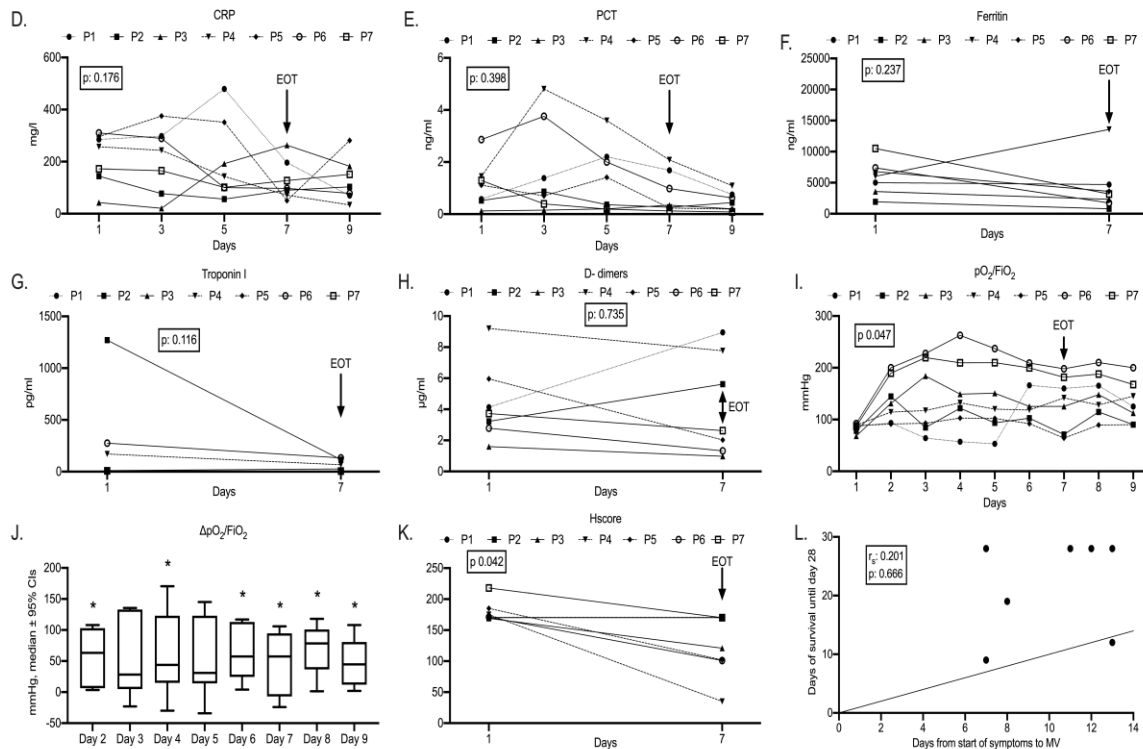 D.
CRP
P1 P2 P3 P4 P5 P6 P7
600
400
200
0
mg/l
p: 0.176
EOT
1 3 5 7 9
Days
E.
PCT
P1 P2 P3 P4 P5 P6 P7
6
4
2
0
ng/ml
p: 0.398
EOT
1 3 5 7 9
Days
F.
Ferritin
P1 P2 P3 P4 P5 P6 P7
25000
20000
15000
10000
5000
0
ng/ml
p: 0.237
EOT
1 7
Days
G.
Troponin I
P1 P2 P3 P4 P5 P6 P7
1500
1000
500
0
pg/ml
p: 0.116
EOT
1 7
Days
H.
D- dimers
P1 P2 P3 P4 P5 P6 P7
10
8
6
4
2
0
µg/ml
p: 0.735
EOT
1 7
Days
I.
pO₂/FiO₂
P1 P2 P3 P4 P5 P6 P7
300
200
100
0
mmHg
p 0.047
EOT
1 2 3 4 5 6 7 8 9
Days
J.
ΔpO₂/FiO₂
200
150
100
50
0
-50
mmHg, median ± 95% CIs
* * * * * *
Day 2 Day 3 Day 4 Day 5 Day 6 Day 7 Day 8 Day 9
K.
Hscore
P1 P2 P3 P4 P5 P6 P7
250
200
150
100
50
0
p 0.042
EOT
1 7
Days
L.
30
20
10
0
Days of survival until day 28
rₛ: 0.201
p: 0.666
0 2 4 6 8 10 12 14
Days from start of symptoms to MV